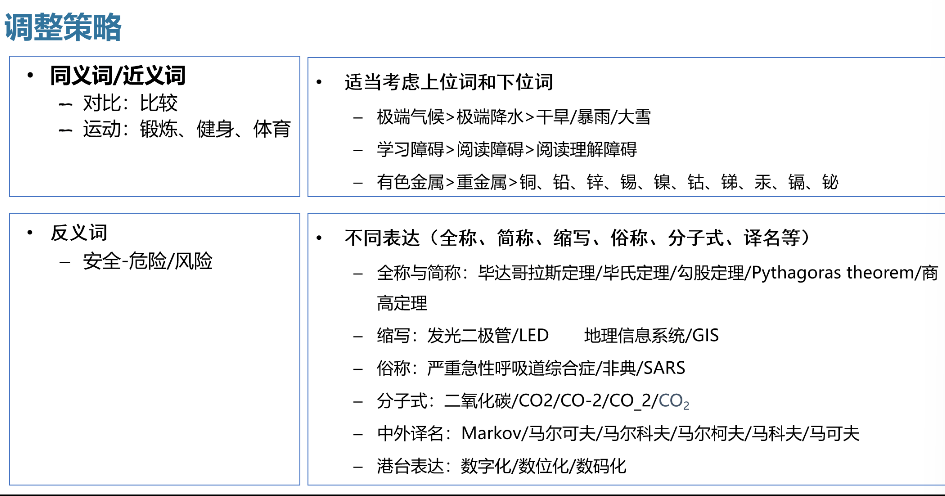 调整策略
• 同义词/近义词
– 对比：比较
– 运动：锻炼、健身、体育
• 适当考虑上位词和下位词
– 极端气候>极端降水>干旱/暴雨/大雪
– 学习障碍>阅读障碍>阅读理解障碍
– 有色金属>重金属>铜、铅、锌、锡、镍、钴、锑、汞、镉、铋
• 反义词
– 安全-危险/风险
• 不同表达（全称、简称、缩写、俗称、分子式、译名等）
– 全称与简称：毕达哥拉斯定理/毕氏定理/勾股定理/Pythagoras theorem/商
高定理
– 缩写：发光二极管/LED 地理信息系统/GIS
– 俗称：严重急性呼吸道综合症/非典/SARS
– 分子式：二氧化碳/CO2/CO-2/CO_2/CO₂
– 中外译名：Markov/马尔可夫/马尔科夫/马尔柯夫/马科夫/马可夫
– 港台表达：数字化/数位化/数码化